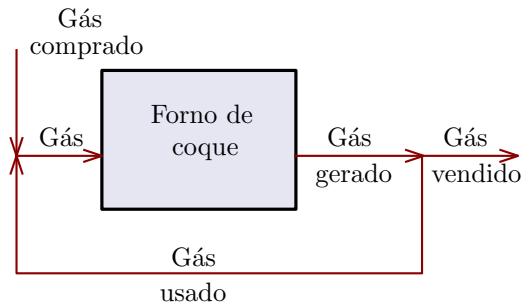 Gás
comprado
Forno de
coque
Gás
Gás
gerado
Gás
vendido
Gás
usado